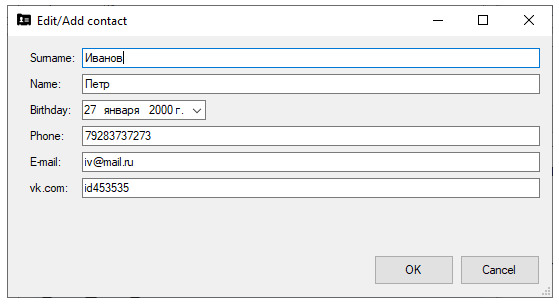 Edit/Add contact
Surname: Иванов
Name: Петр
Birthday: 27 января 2000 г.
Phone: 79283737273
E-mail: iv@mail.ru
vk.com: id453535
OK Cancel